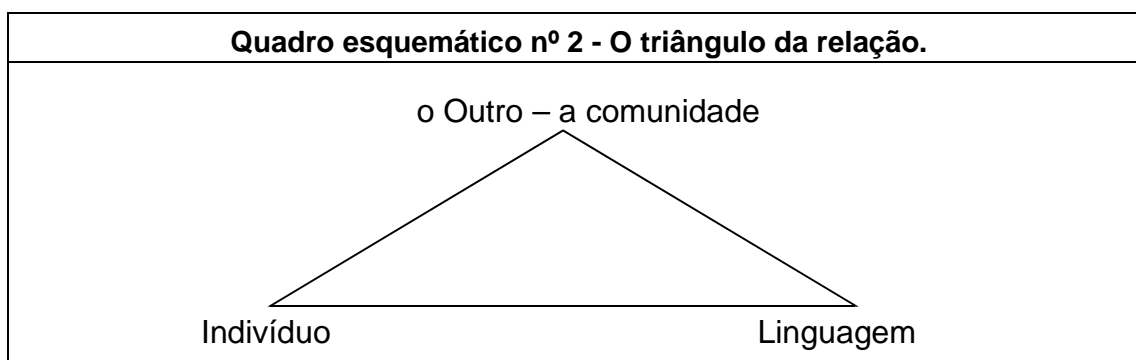 Quadro esquemático nº 2 - O triângulo da relação.
o Outro – a comunidade
Indivíduo Linguagem